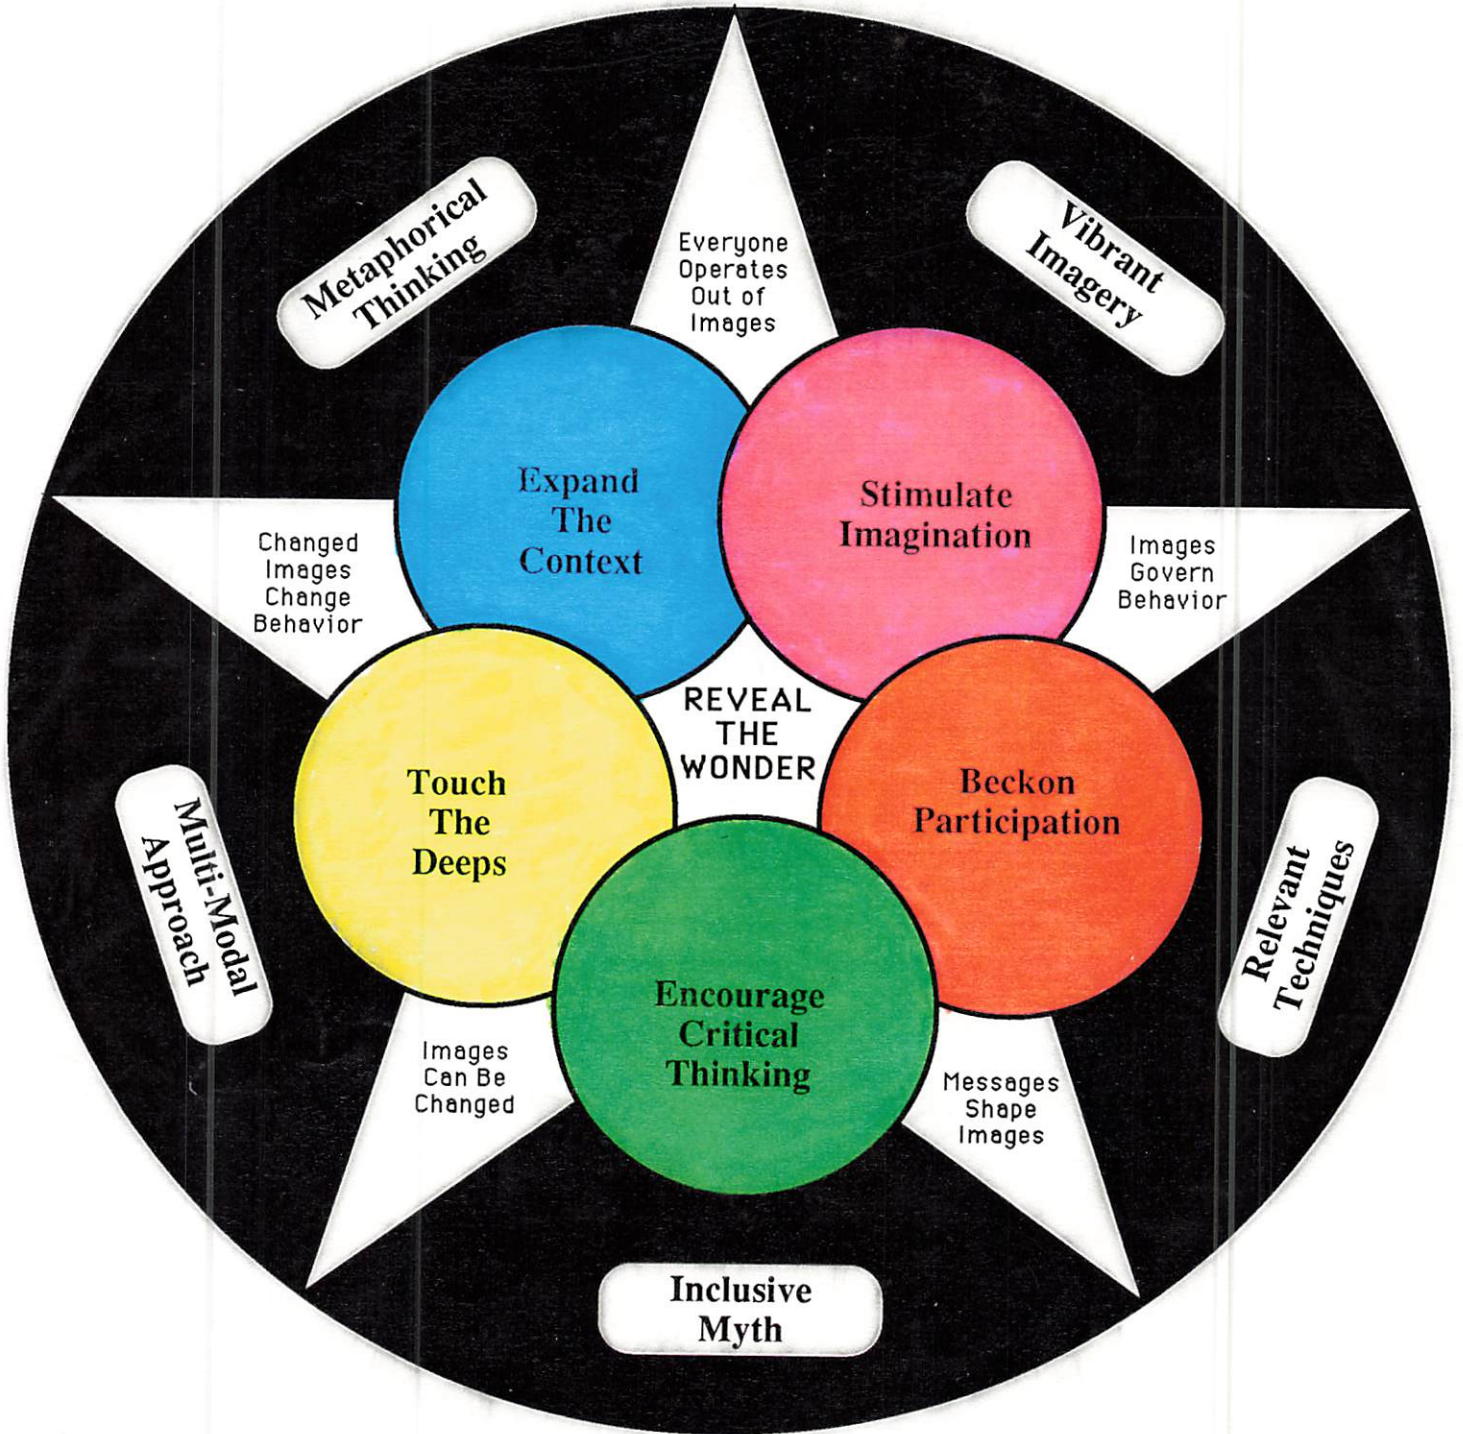 Metaphorical
Thinking
Vibrant
Imagery
Everyone
Operates
Out of
Images
Expand
The
Context
Stimulate
Imagination
Changed
Images
Change
Behavior
Images
Govern
Behavior
REVEAL
THE
WONDER
Touch
The
Deeps
Beckon
Participation
Multi-Modal
Approach
Relevant
Techniques
Encourage
Critical
Thinking
Images
Can Be
Changed
Messages
Shape
Images
Inclusive
Myth